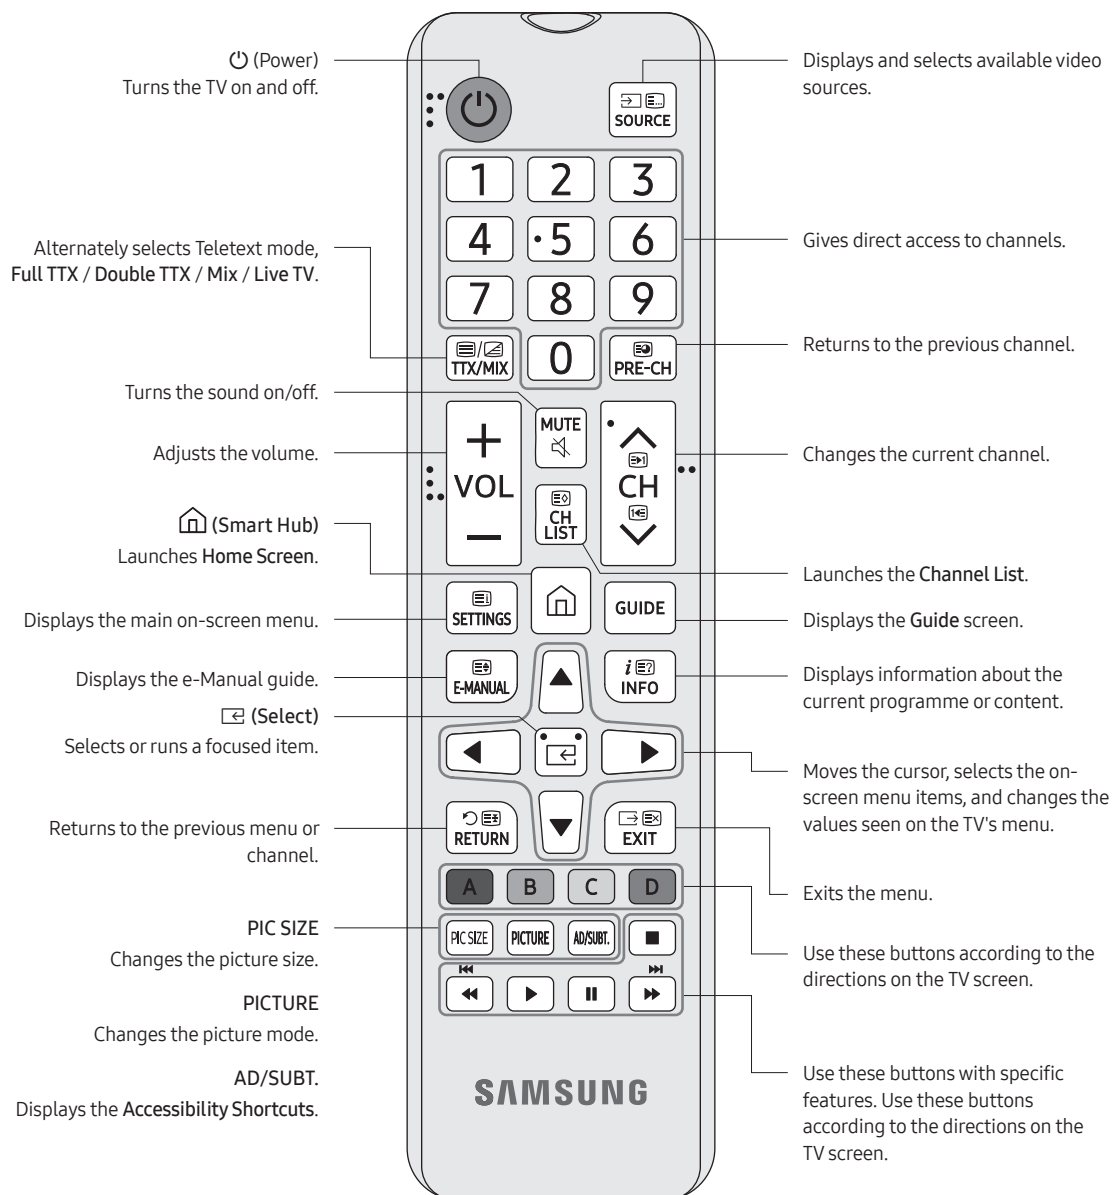 (Power)
Turns the TV on and off.
Alternately selects Teletext mode,
Full TTX / Double TTX / Mix / Live TV.
Turns the sound on/off.
Adjusts the volume.
(Smart Hub)
Launches Home Screen.
Displays the main on-screen menu.
Displays the e-Manual guide.
(Select)
Selects or runs a focused item.
Returns to the previous menu or
channel.
PIC SIZE
Changes the picture size.
PICTURE
Changes the picture mode.
AD/SUBT.
Displays the Accessibility Shortcuts.
SOURCE
1 2 3
4 5 6
7 8 9
TTX/MIX 0 PRE-CH
MUTE
VOL
CH
CH
LIST
SETTINGS
GUIDE
E-MANUAL
i ?
INFO
RETURN
EXIT
A B C D
PIC SIZE PICTURE AD/SUBT.
SAMSUNG
Displays and selects available video
sources.
Gives direct access to channels.
Returns to the previous channel.
Changes the current channel.
Launches the Channel List.
Displays the Guide screen.
Displays information about the
current programme or content.
Moves the cursor, selects the on-
screen menu items, and changes the
values seen on the TV's menu.
Exits the menu.
Use these buttons according to the
directions on the TV screen.
Use these buttons with specific
features. Use these buttons
according to the directions on the
TV screen.